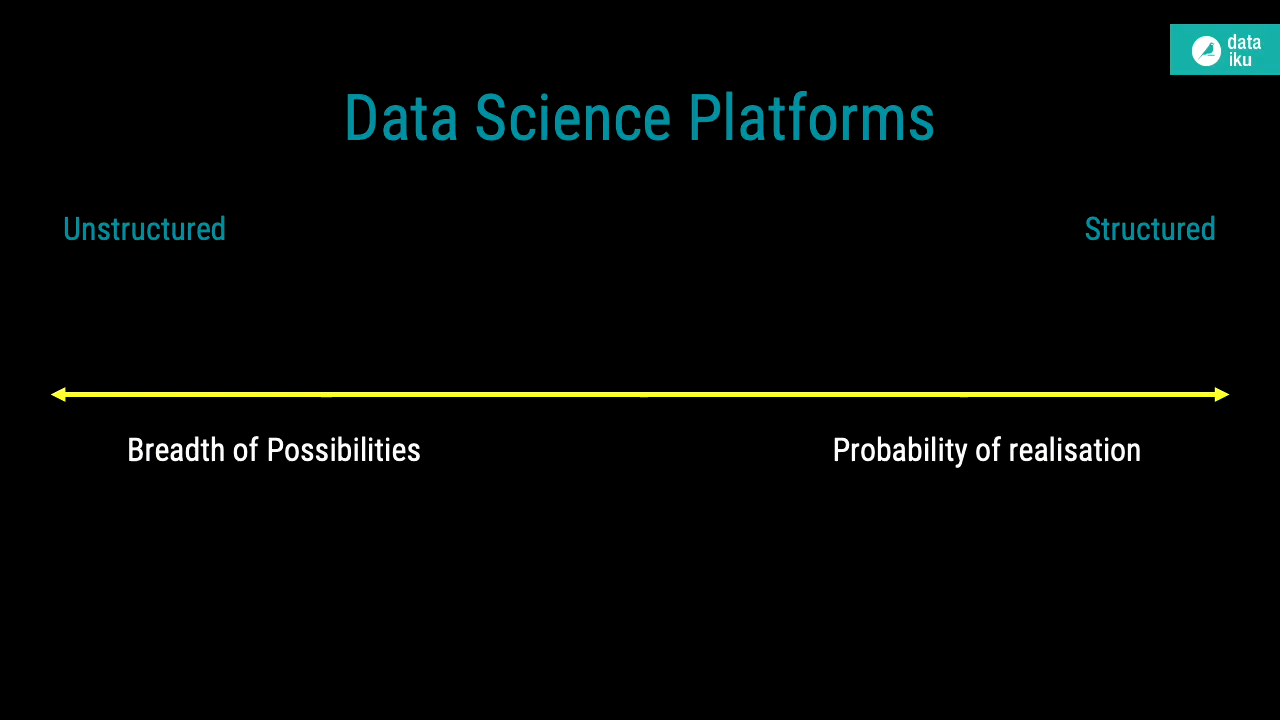 data
iku
Data Science Platforms
Unstructured
Structured
Breadth of Possibilities
Probability of realisation